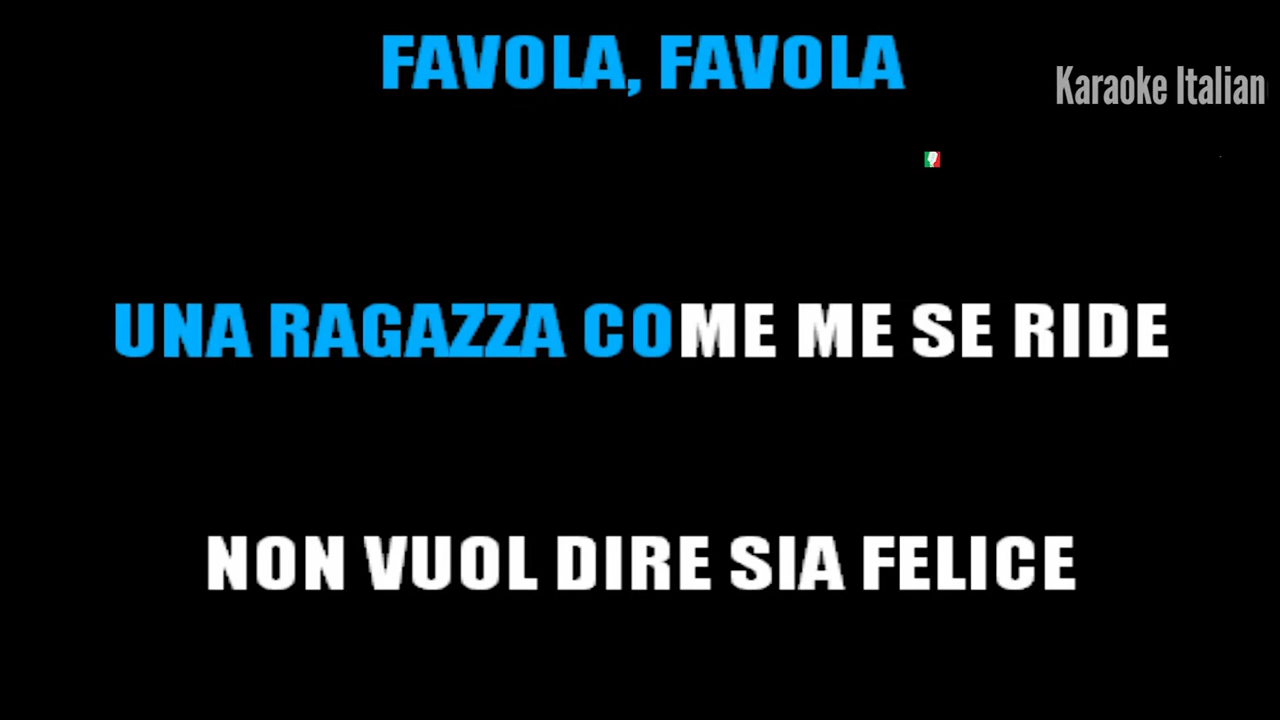 FAVOLA, FAVOLA
Karaoke Italian
UNA RAGAZZA COME ME SE RIDE
NON VUOL DIRE SIA FELICE